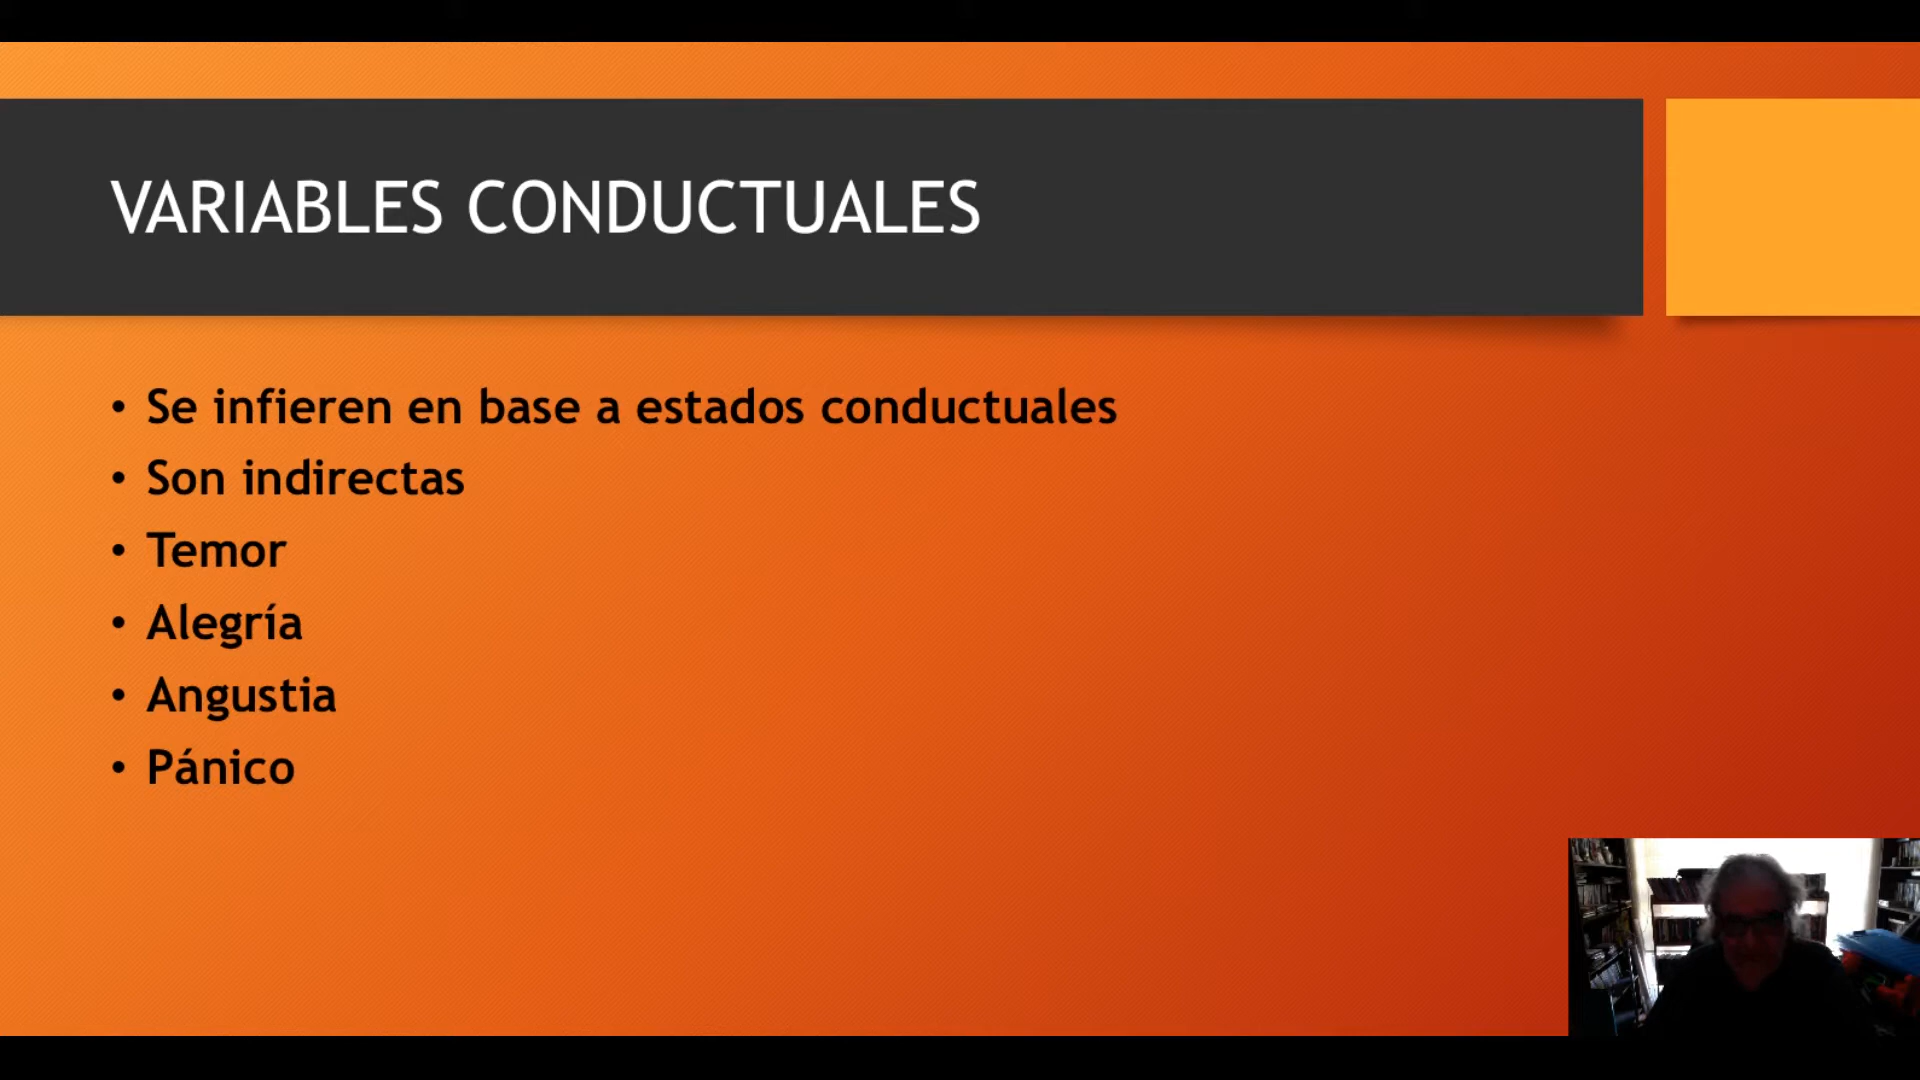 VARIABLES CONDUCTUALES
• Se infieren en base a estados conductuales
• Son indirectas
• Temor
• Alegría
• Angustia
• Pánico